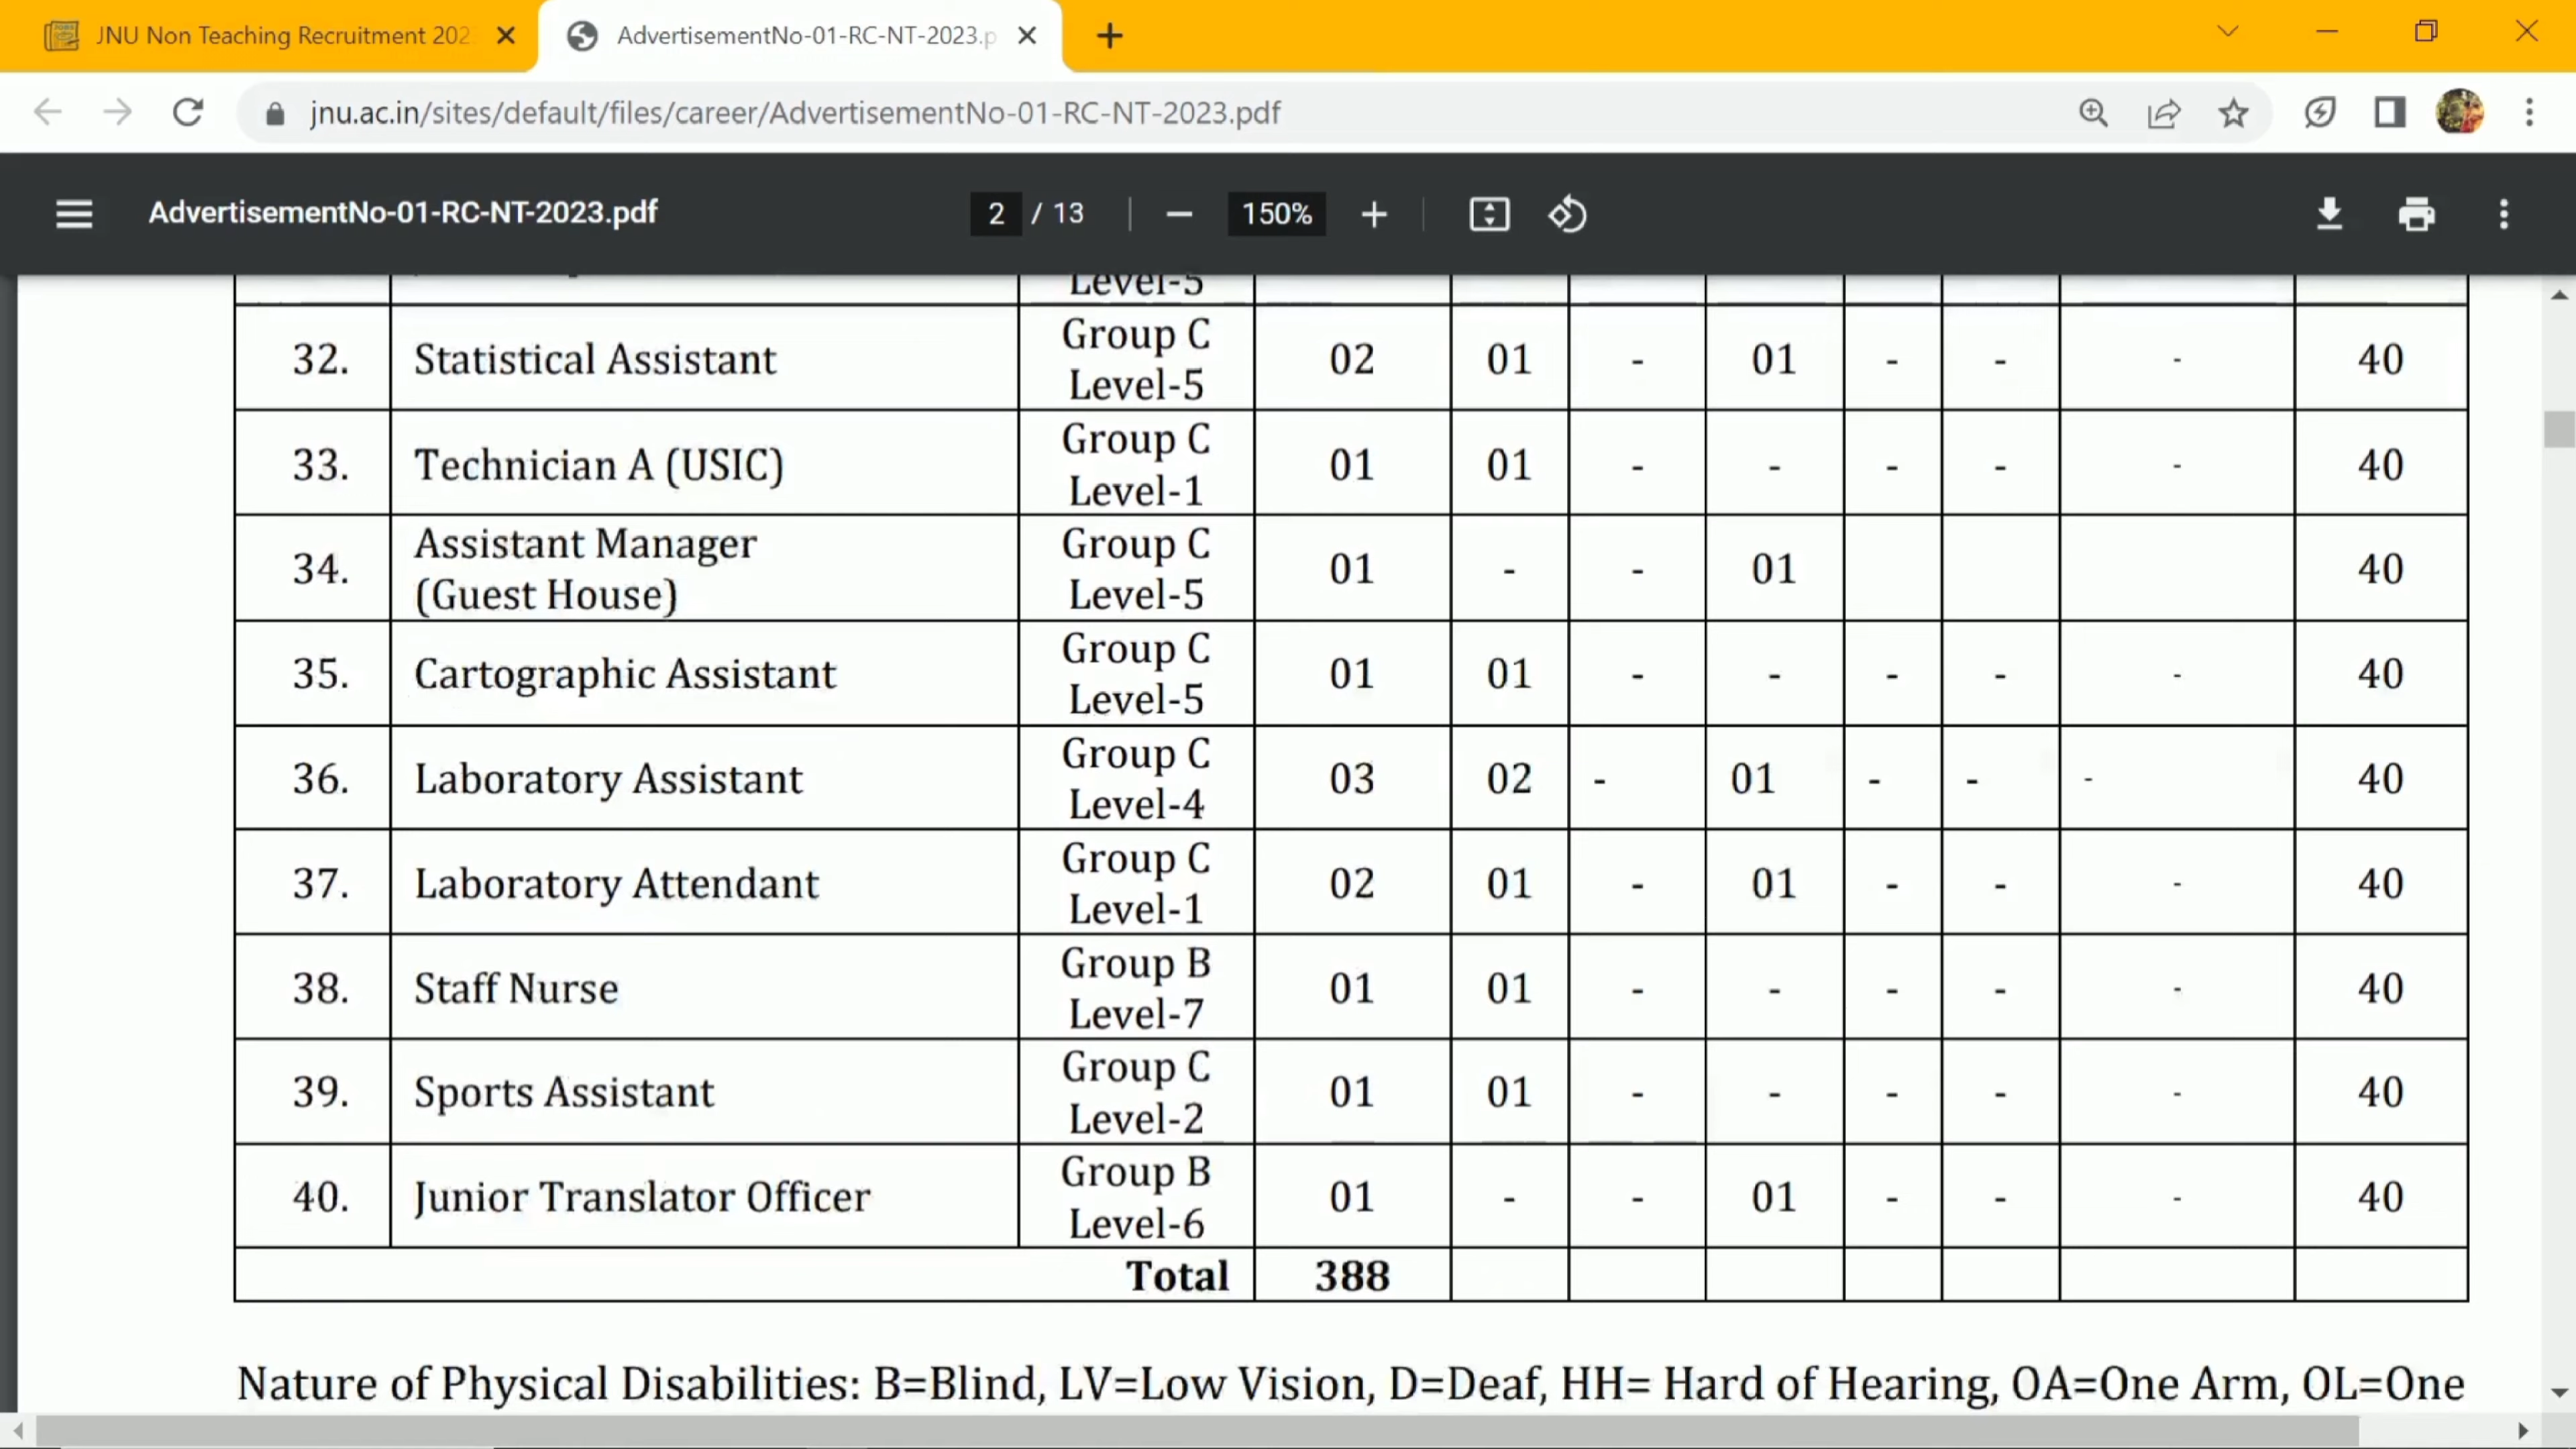 JNU Non Teaching Recruitment 202
AdvertisementNo-01-RC-NT-2023.p
jnu.ac.in/sites/default/files/career/AdvertisementNo-01-RC-NT-2023.pdf
AdvertisementNo-01-RC-NT-2023.pdf
2 / 13
150%
Level-5
32. Statistical Assistant Group C Level-5 02 01 - 01 - - - 40
33. Technician A (USIC) Group C Level-1 01 01 - - - - - 40
34. Assistant Manager (Guest House) Group C Level-5 01 - - 01 40
35. Cartographic Assistant Group C Level-5 01 01 - - - - - 40
36. Laboratory Assistant Group C Level-4 03 02 - 01 - - - 40
37. Laboratory Attendant Group C Level-1 02 01 - 01 - - - 40
38. Staff Nurse Group B Level-7 01 01 - - - - - 40
39. Sports Assistant Group C Level-2 01 01 - - - - - 40
40. Junior Translator Officer Group B Level-6 01 - - 01 - - - 40
Total 388
Nature of Physical Disabilities: B=Blind, LV=Low Vision, D=Deaf, HH= Hard of Hearing, OA=One Arm, OL=One